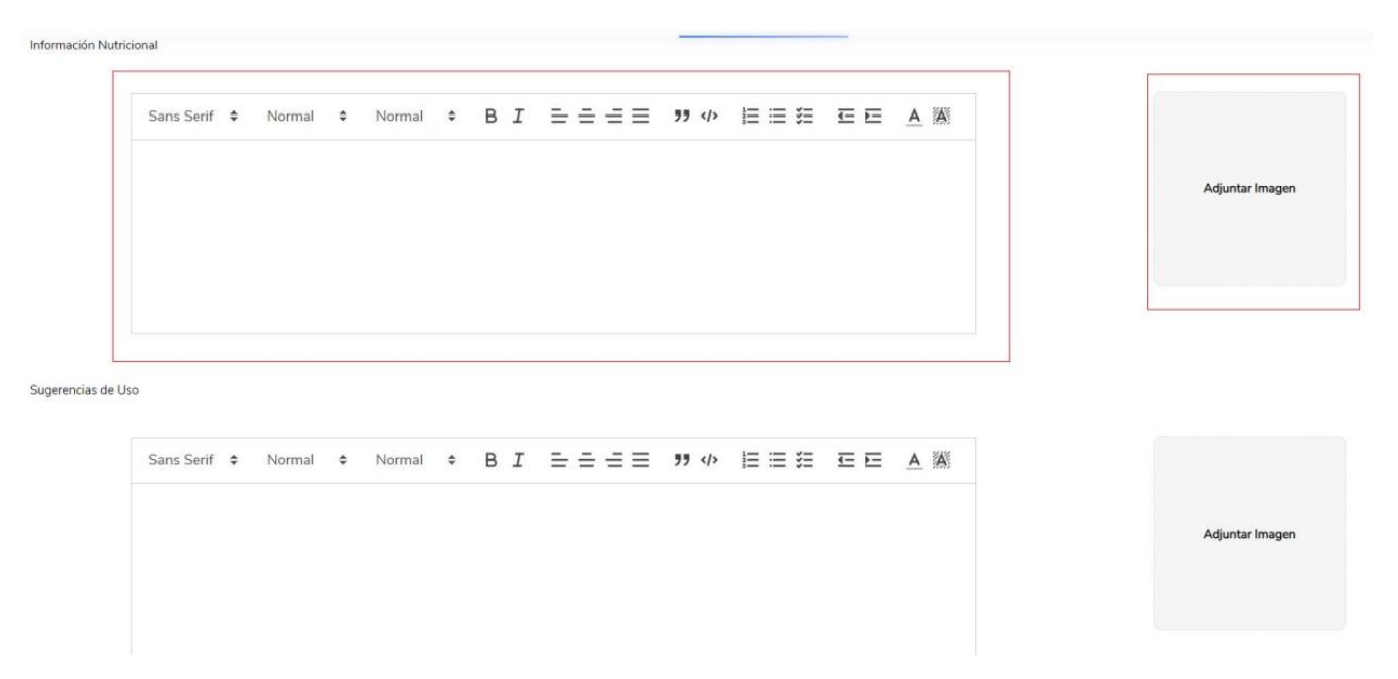 Información Nutricional
Sans Serif Normal Normal B I A A
Adjuntar Imagen
Sugerencias de Uso
Sans Serif Normal Normal B I A A
Adjuntar Imagen